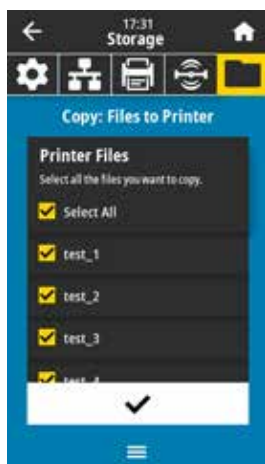 17:31
Storage
Copy: Files to Printer
Printer Files
Select all the files you want to copy.
Select All
test_1
test_2
test_3